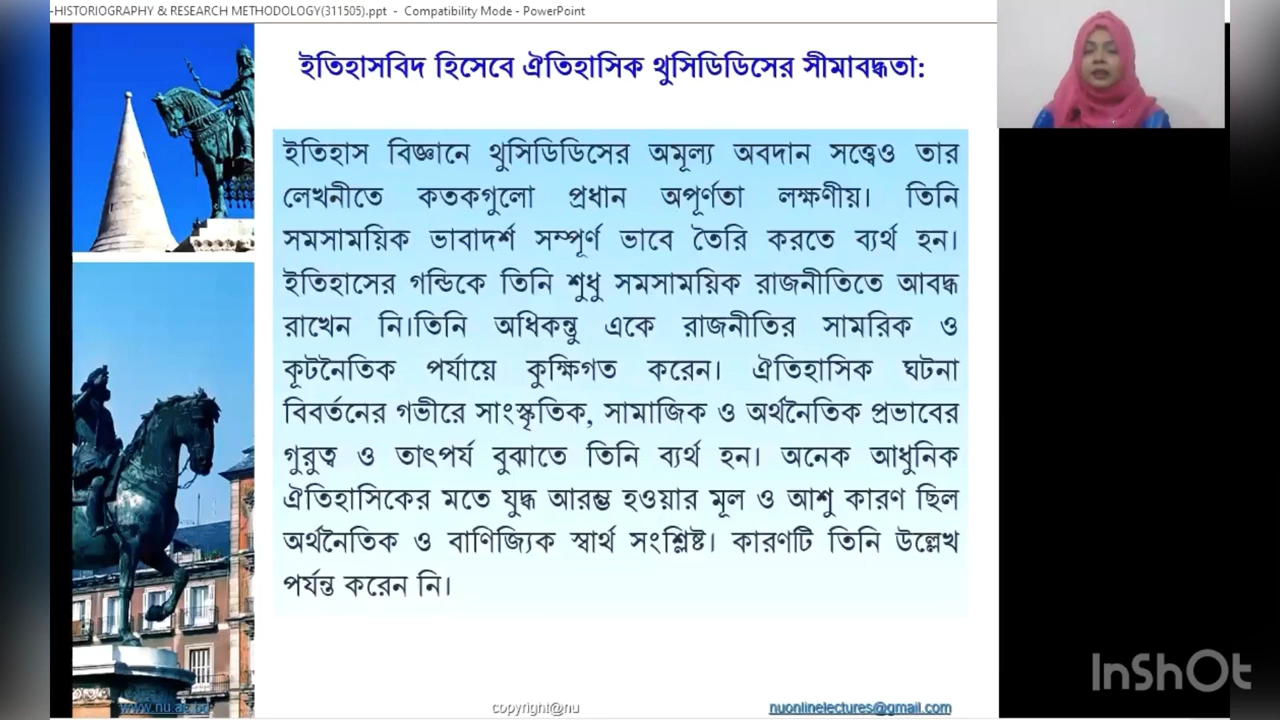 -HISTORIOGRAPHY & RESEARCH METHODOLOGY(311505).ppt - Compatibility Mode - PowerPoint
ইতিহাসবিদ হিসেবে ঐতিহাসিক থুসিডিডিসের সীমাবদ্ধতা:
ইতিহাস বিজ্ঞানে থুসিডিডিসের অমূল্য অবদান সত্ত্বেও তার
লেখনীতে কতকগুলো প্রধান অপূর্ণতা লক্ষণীয়। তিনি
সমসাময়িক ভাবাদর্শ সম্পূর্ণ ভাবে তৈরি করতে ব্যর্থ হন।
ইতিহাসের গন্ডিকে তিনি শুধু সমসাময়িক রাজনীতিতে আবদ্ধ
রাখেন নি।তিনি অধিকন্তু একে রাজনীতির সামরিক ও
কূটনৈতিক পর্যায়ে কুক্ষিগত করেন। ঐতিহাসিক ঘটনা
বিবর্তনের গভীরে সাংস্কৃতিক, সামাজিক ও অর্থনৈতিক প্রভাবের
গুরুত্ব ও তাৎপর্য বুঝাতে তিনি ব্যর্থ হন। অনেক আধুনিক
ঐতিহাসিকের মতে যুদ্ধ আরম্ভ হওয়ার মূল ও আশু কারণ ছিল
অর্থনৈতিক ও বাণিজ্যিক স্বার্থ সংশ্লিষ্ট। কারণটি তিনি উল্লেখ
পর্যন্ত করেন নি।
www.nu.ac.bd
copyright@nu
nuonlinelectures@gmail.com
InShOt